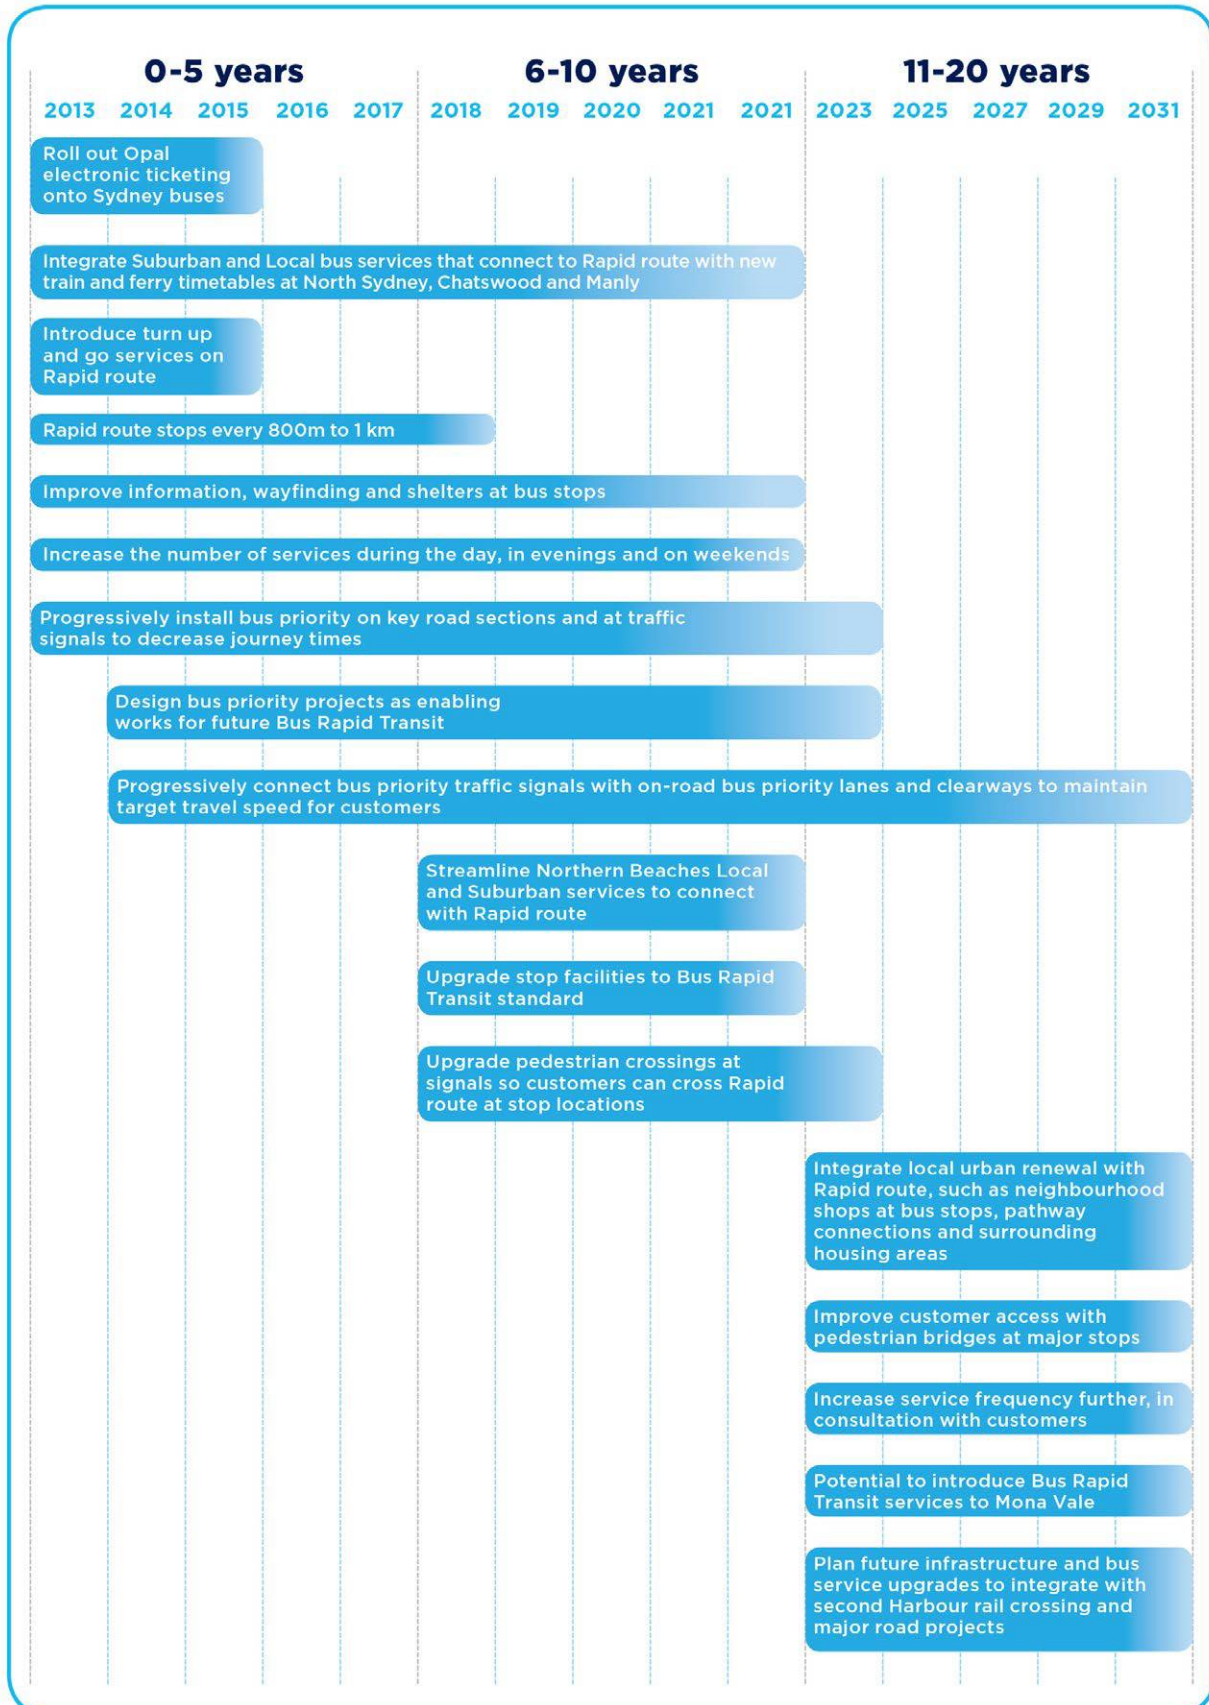 0-5 years 6-10 years 11-20 years
2013 2014 2015 2016 2017 2018 2019 2020 2021 2021 2023 2025 2027 2029 2031
Roll out Opal
electronic ticketing
onto Sydney buses
Integrate Suburban and Local bus services that connect to Rapid route with new
train and ferry timetables at North Sydney, Chatswood and Manly
Introduce turn up
and go services on
Rapid route
Rapid route stops every 800m to 1 km
Improve information, wayfinding and shelters at bus stops
Increase the number of services during the day, in evenings and on weekends
Progressively install bus priority on key road sections and at traffic
signals to decrease journey times
Design bus priority projects as enabling
works for future Bus Rapid Transit
Progressively connect bus priority traffic signals with on-road bus priority lanes and clearways to maintain
target travel speed for customers
Streamline Northern Beaches Local
and Suburban services to connect
with Rapid route
Upgrade stop facilities to Bus Rapid
Transit standard
Upgrade pedestrian crossings at
signals so customers can cross Rapid
route at stop locations
Integrate local urban renewal with
Rapid route, such as neighbourhood
shops at bus stops, pathway
connections and surrounding
housing areas
Improve customer access with
pedestrian bridges at major stops
Increase service frequency further, in
consultation with customers
Potential to introduce Bus Rapid
Transit services to Mona Vale
Plan future infrastructure and bus
service upgrades to integrate with
second Harbour rail crossing and
major road projects